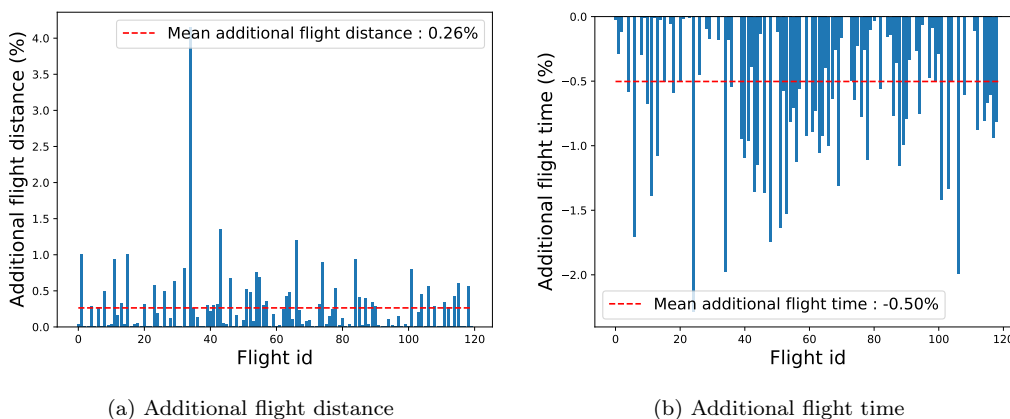 Mean additional flight distance : 0.26%
Additional flight distance (%)
4.0
3.5
3.0
2.5
2.0
1.5
1.0
0.5
0.0
0 20 40 60 80 100 120
Flight id
(a) Additional flight distance
0.0
−0.5
−1.0
−1.5
−2.0
Additional flight time (%)
Mean additional flight time : -0.50%
0 20 40 60 80 100 120
Flight id
(b) Additional flight time